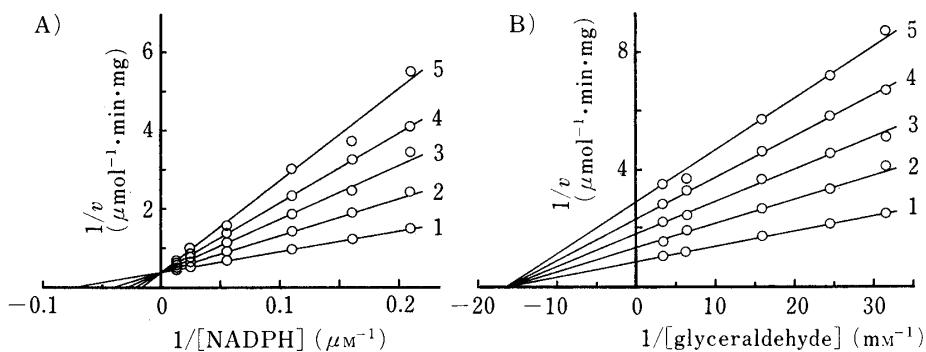 A)
1/v
(μmol⁻¹·min·mg)
6
4
2
5
4
3
2
1
−0.1 0 0.1 0.2
1/[NADPH] (μM⁻¹)
B)
1/v
(μmol⁻¹·min·mg)
8
4
5
4
3
2
1
−20 −10 0 10 20 30
1/[glyceraldehyde] (mM⁻¹)